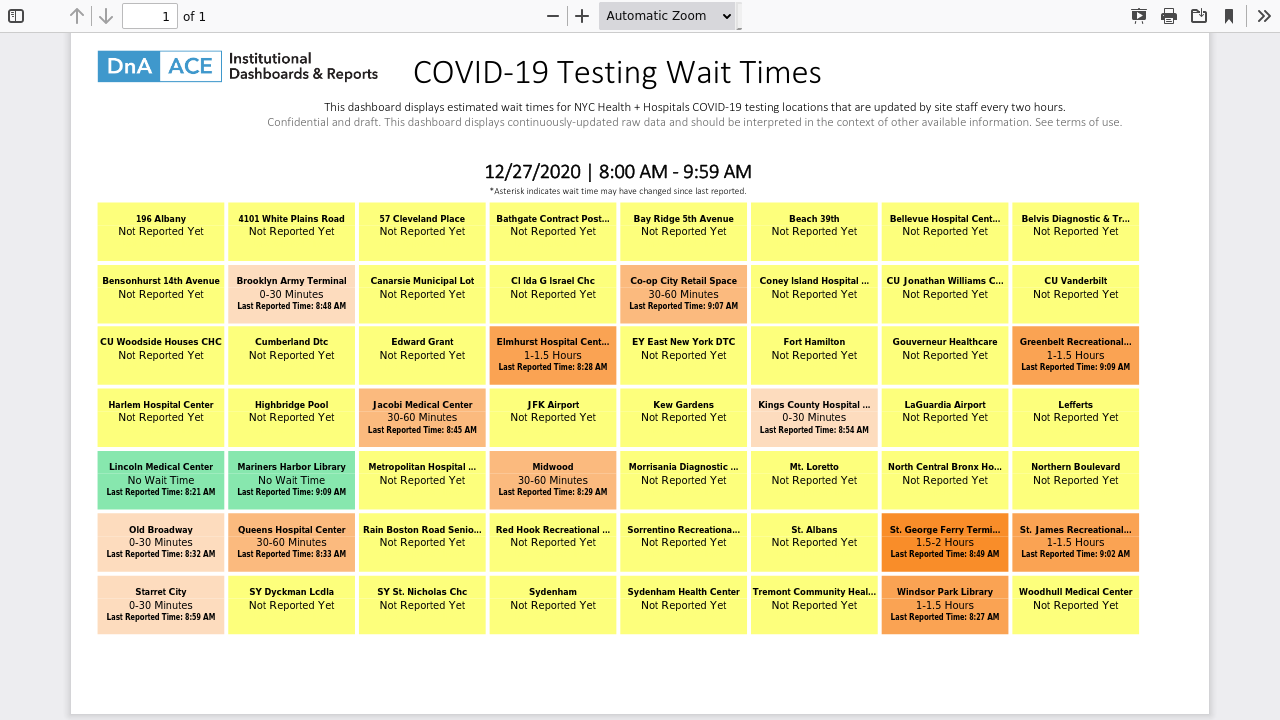 1 of 1 Automatic Zoom
DnA ACE Institutional
Dashboards & Reports
COVID-19 Testing Wait Times
This dashboard displays estimated wait times for NYC Health + Hospitals COVID-19 testing locations that are updated by site staff every two hours.
Confidential and draft. This dashboard displays continuously-updated raw data and should be interpreted in the context of other available information. See terms of use.
12/27/2020 | 8:00 AM - 9:59 AM
*Asterisk indicates wait time may have changed since last reported.
196 Albany
Not Reported Yet
4101 White Plains Road
Not Reported Yet
57 Cleveland Place
Not Reported Yet
Bathgate Contract Post...
Not Reported Yet
Bay Ridge 5th Avenue
Not Reported Yet
Beach 39th
Not Reported Yet
Bellevue Hospital Cent...
Not Reported Yet
Belvis Diagnostic & Tr...
Not Reported Yet
Bensonhurst 14th Avenue
Not Reported Yet
Brooklyn Army Terminal
0-30 Minutes
Last Reported Time: 8:48 AM
Canarsie Municipal Lot
Not Reported Yet
Cl Ida G Israel Chc
Not Reported Yet
Co-op City Retail Space
30-60 Minutes
Last Reported Time: 9:07 AM
Coney Island Hospital ...
Not Reported Yet
CU Jonathan Williams C...
Not Reported Yet
CU Vanderbilt
Not Reported Yet
CU Woodside Houses CHC
Not Reported Yet
Cumberland Dtc
Not Reported Yet
Edward Grant
Not Reported Yet
Elmhurst Hospital Cent...
1-1.5 Hours
Last Reported Time: 8:28 AM
EY East New York DTC
Not Reported Yet
Fort Hamilton
Not Reported Yet
Gouverneur Healthcare
Not Reported Yet
Greenbelt Recreational...
1-1.5 Hours
Last Reported Time: 9:09 AM
Harlem Hospital Center
Not Reported Yet
Highbridge Pool
Not Reported Yet
Jacobi Medical Center
30-60 Minutes
Last Reported Time: 8:45 AM
JFK Airport
Not Reported Yet
Kew Gardens
Not Reported Yet
Kings County Hospital ...
0-30 Minutes
Last Reported Time: 8:54 AM
LaGuardia Airport
Not Reported Yet
Lefferts
Not Reported Yet
Lincoln Medical Center
No Wait Time
Last Reported Time: 8:21 AM
Mariners Harbor Library
No Wait Time
Last Reported Time: 9:09 AM
Metropolitan Hospital ...
Not Reported Yet
Midwood
30-60 Minutes
Last Reported Time: 8:29 AM
Morrisania Diagnostic ...
Not Reported Yet
Mt. Loretto
Not Reported Yet
North Central Bronx Ho...
Not Reported Yet
Northern Boulevard
Not Reported Yet
Old Broadway
0-30 Minutes
Last Reported Time: 8:32 AM
Queens Hospital Center
30-60 Minutes
Last Reported Time: 8:33 AM
Rain Boston Road Senio...
Not Reported Yet
Red Hook Recreational ...
Not Reported Yet
Sorrentino Recreationa...
Not Reported Yet
St. Albans
Not Reported Yet
St. George Ferry Termi...
1.5-2 Hours
Last Reported Time: 8:49 AM
St. James Recreational...
1-1.5 Hours
Last Reported Time: 9:02 AM
Starret City
0-30 Minutes
Last Reported Time: 8:59 AM
SY Dyckman Lcdla
Not Reported Yet
SY St. Nicholas Chc
Not Reported Yet
Sydenham
Not Reported Yet
Sydenham Health Center
Not Reported Yet
Tremont Community Heal...
Not Reported Yet
Windsor Park Library
1-1.5 Hours
Last Reported Time: 8:27 AM
Woodhull Medical Center
Not Reported Yet